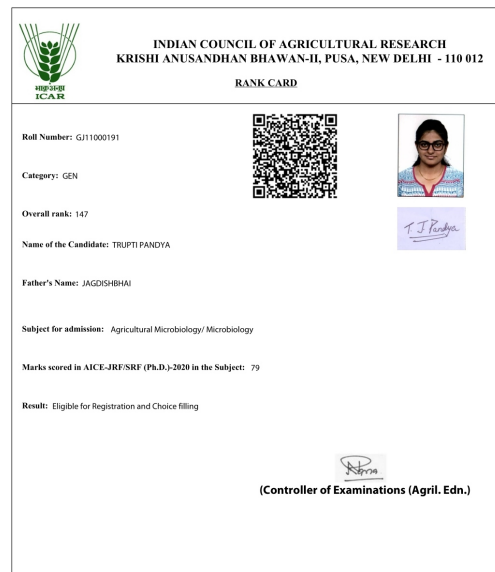 INDIAN COUNCIL OF AGRICULTURAL RESEARCH
KRISHI ANUSANDHAN BHAWAN-II, PUSA, NEW DELHI - 110 012
RANK CARD
भाकृअनुप
ICAR
Roll Number: GJ11000191
Category: GEN
Overall rank: 147
T. J Pandya
Name of the Candidate: TRUPTI PANDYA
Father's Name: JAGDISHBHAI
Subject for admission: Agricultural Microbiology/ Microbiology
Marks scored in AICE-JRF/SRF (Ph.D.)-2020 in the Subject: 79
Result: Eligible for Registration and Choice filling
(Controller of Examinations (Agril. Edn.)